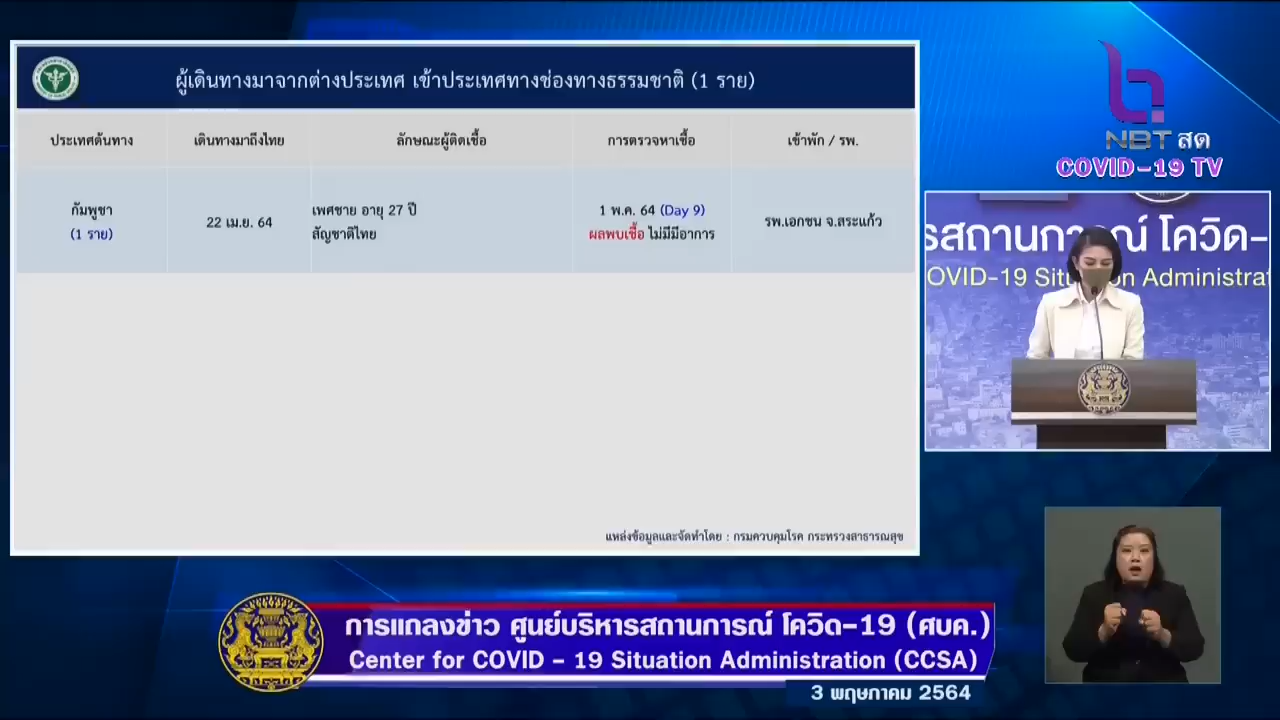 ผู้เดินทางมาจากต่างประเทศ เข้าประเทศทางช่องทางธรรมชาติ (1 ราย)
ประเทศต้นทาง
เดินทางมาถึงไทย
ลักษณะผู้ติดเชื้อ
การตรวจหาเชื้อ
เข้าพัก / รพ.
กัมพูชา
(1 ราย)
22 เม.ย. 64
เพศชาย อายุ 27 ปี
สัญชาติไทย
1 พ.ค. 64 (Day 9)
ผลพบเชื้อ ไม่มีมีอาการ
รพ.เอกชน จ.สระแก้ว
แหล่งข้อมูลและจัดทำโดย : กรมควบคุมโรค กระทรวงสาธารณสุข
NBT สด
COVID-19 TV
รสถานการณ์ โควิด-
OVID-19 Situ on Administrat
การแถลงข่าว ศูนย์บริหารสถานการณ์ โควิด-19 (ศบค.)
Center for COVID - 19 Situation Administration (CCSA)
3 พฤษภาคม 2564